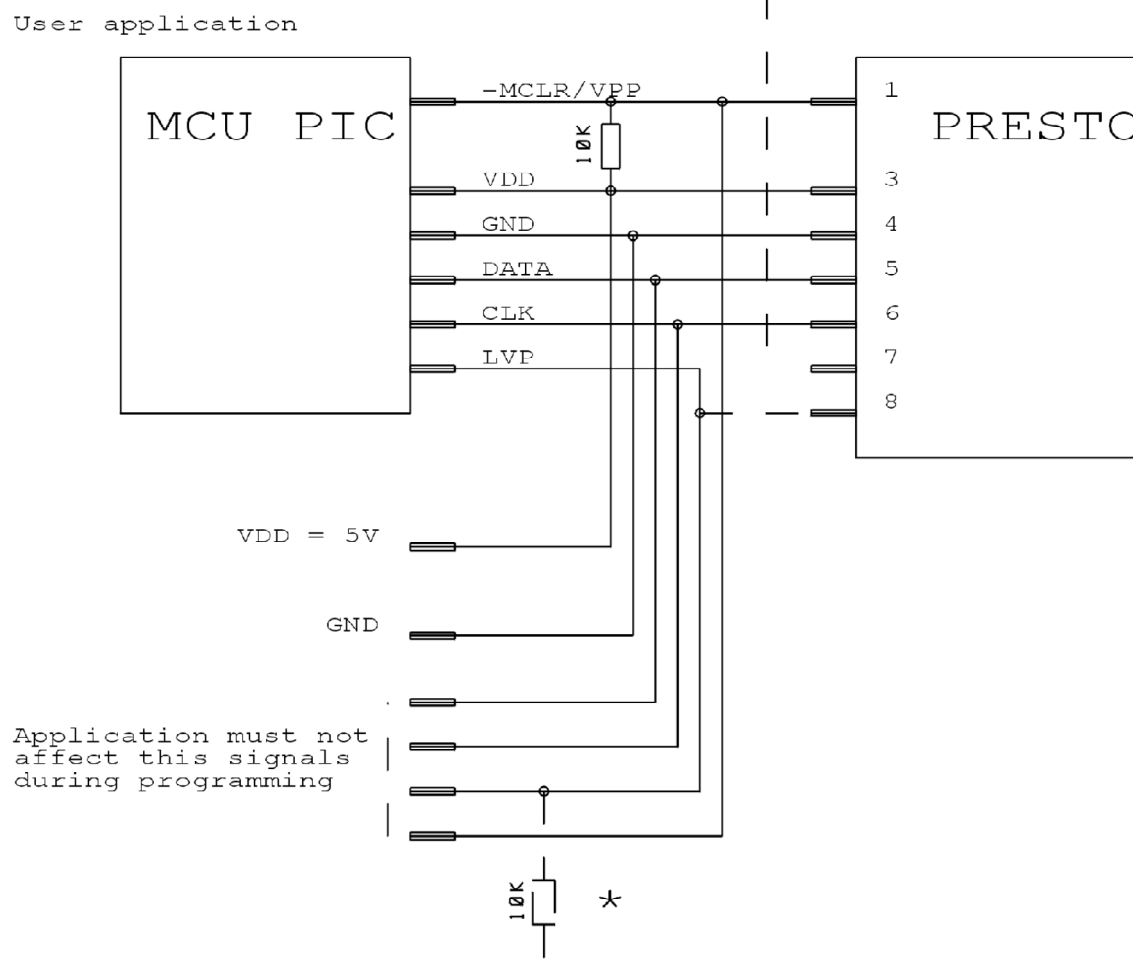 User application
-MCLR/VPP
1
MCU PIC
PRESTO
10K
VDD
3
GND
4
DATA
5
CLK
6
LVP
7
8
VDD = 5V
GND
Application must not
affect this signals
during programming
10K
*